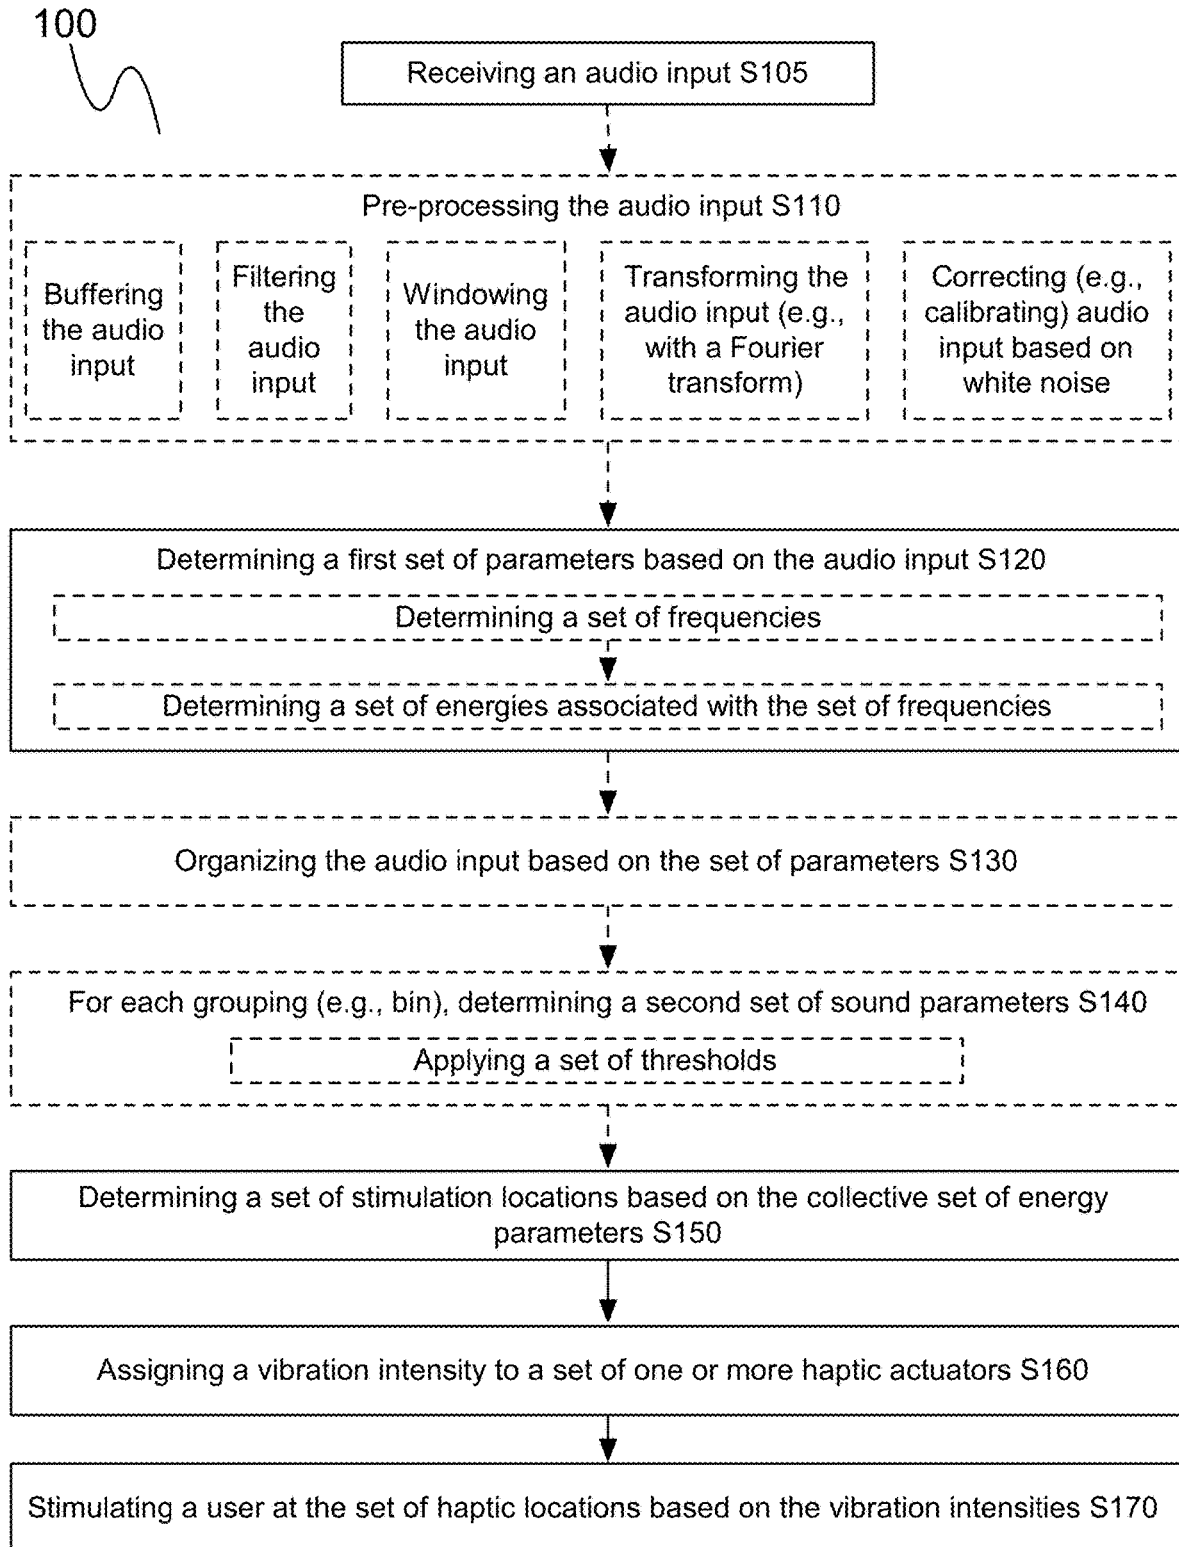 100
Receiving an audio input S105
Pre-processing the audio input S110
Buffering
the audio
input
Filtering
the
audio
input
Windowing
the audio
input
Transforming the
audio input (e.g.,
with a Fourier
transform)
Correcting (e.g.,
calibrating) audio
input based on
white noise
Determining a first set of parameters based on the audio input S120
Determining a set of frequencies
Determining a set of energies associated with the set of frequencies
Organizing the audio input based on the set of parameters S130
For each grouping (e.g., bin), determining a second set of sound parameters S140
Applying a set of thresholds
Determining a set of stimulation locations based on the collective set of energy
parameters S150
Assigning a vibration intensity to a set of one or more haptic actuators S160
Stimulating a user at the set of haptic locations based on the vibration intensities S170